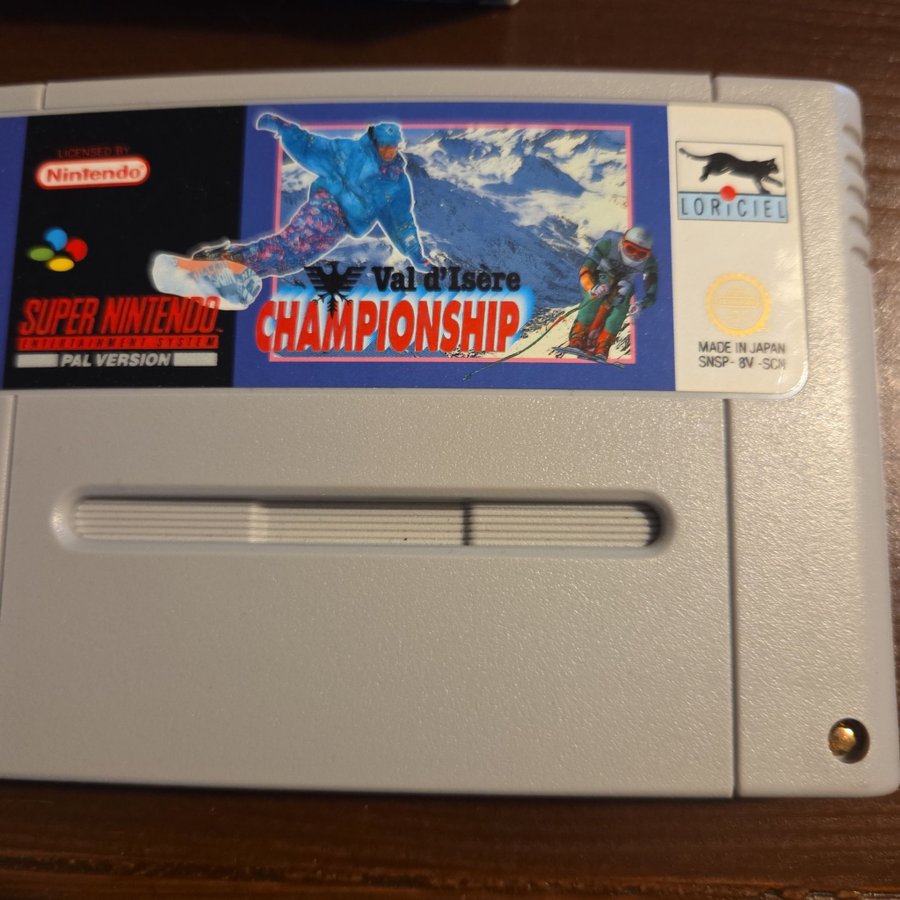 LICENSED BY
Nintendo
SUPER NINTENDO
ENTERTAINMENT SYSTEM
PAL VERSION
Val d'Isère
CHAMPIONSHIP
LORiCiEL
MADE IN JAPAN
SNSP- 8V -SCN